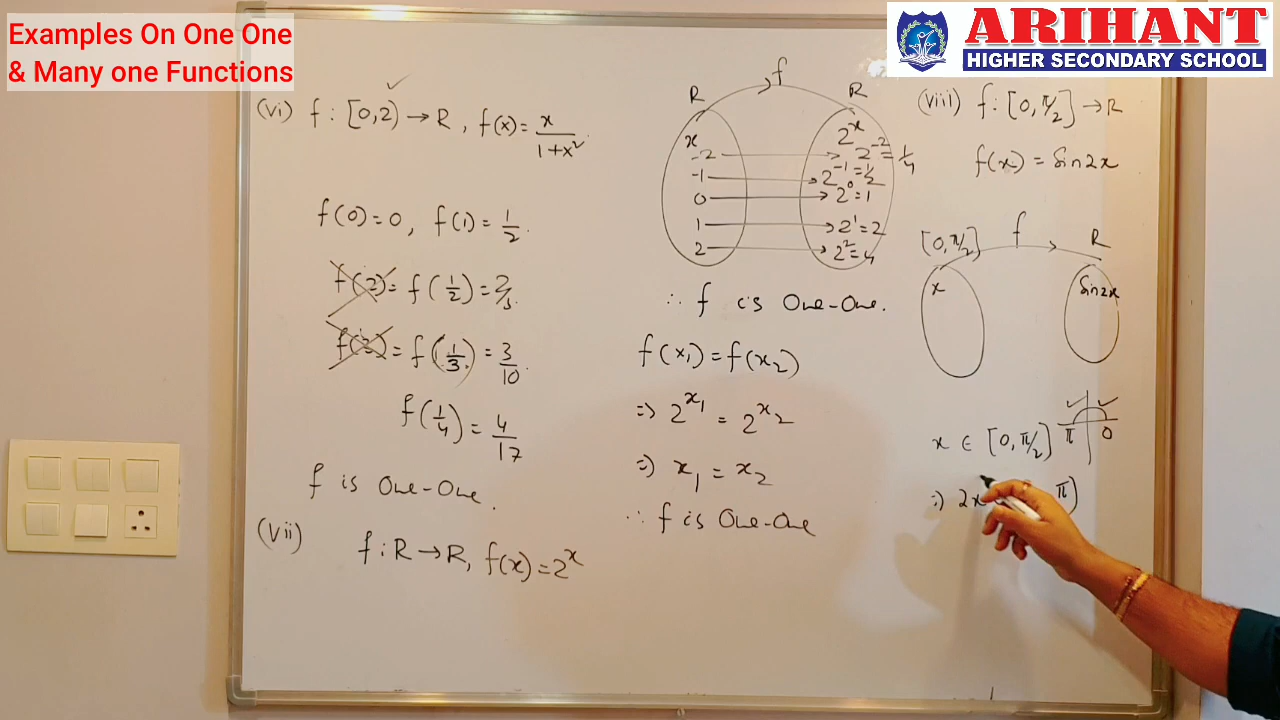 Examples On One One
& Many one Functions
ARIHANT
HIGHER SECONDARY SCHOOL
(vi) f : [0,2) → R , f(x) = x/(1+x²)
f(0)=0, f(1) = 1/2.
= f(1/2) = 2/5
= f(1/3) = 3/10
f(1/4) = 4/17
f is One-One.
(vii) f : R → R, f(x) = 2^x
f
R R
x 2^x
-2 2^-2 = 1/4
-1 2^-1 = 1/2
0 2^0 = 1
1 2^1 = 2
2 2^2 = 4
∴ f is One-One.
f(x₁) = f(x₂)
⇒ 2^x₁ = 2^x₂
⇒ x₁ = x₂
∴ f is One-One
(viii) f : [0, π/2] → R
f(x) = Sin2x
f
[0, π/2] R
x Sin2x
π 0
x ∈ [0, π/2]
⇒ 2x π)